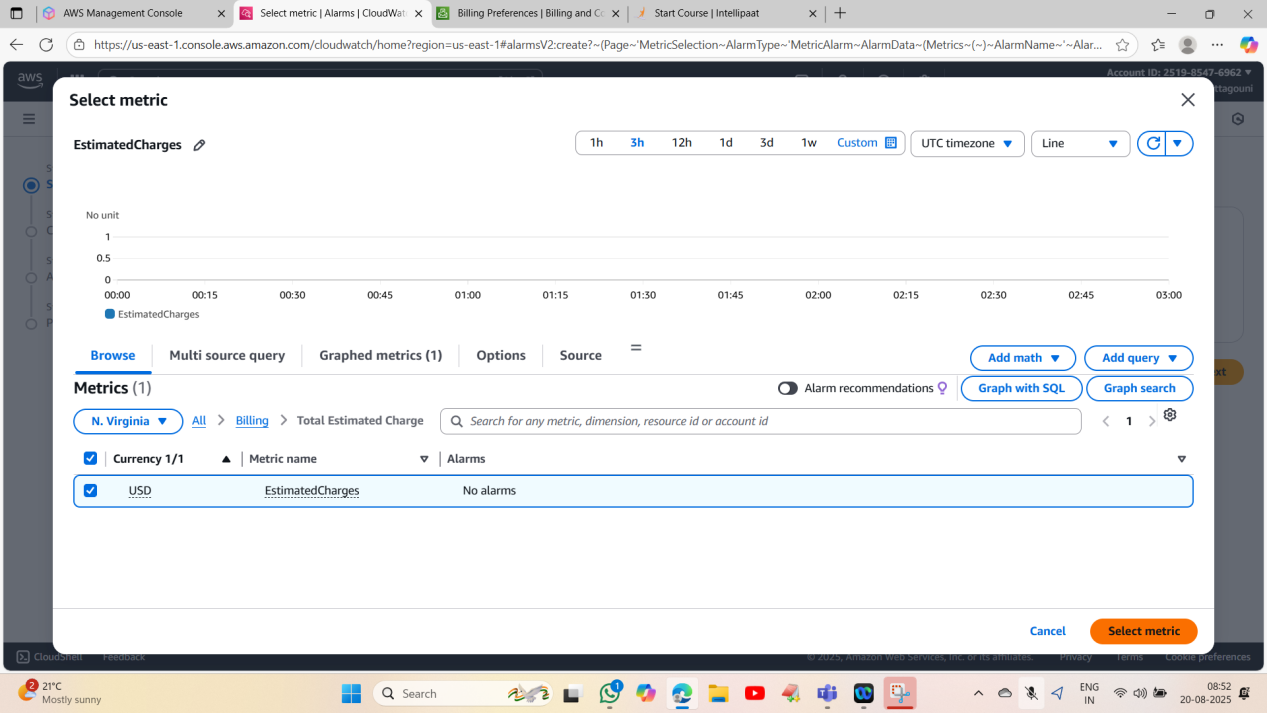 AWS Management Console
Select metric | Alarms | CloudWat
Billing Preferences | Billing and Co
Start Course | Intellipaat
https://us-east-1.console.aws.amazon.com/cloudwatch/home?region=us-east-1#alarmsV2:create?~(Page~'MetricSelection~AlarmType~'MetricAlarm~AlarmData~(Metrics~(~)~AlarmName~'~Alar...
aws
Account ID: 2519-8547-6962
ttagouni
Select metric
EstimatedCharges
1h 3h 12h 1d 3d 1w Custom
UTC timezone
Line
No unit
1
0.5
0
00:00 00:15 00:30 00:45 01:00 01:15 01:30 01:45 02:00 02:15 02:30 02:45 03:00
EstimatedCharges
Browse Multi source query Graphed metrics (1) Options Source
Add math Add query
Metrics (1)
Alarm recommendations
Graph with SQL Graph search
N. Virginia All Billing Total Estimated Charge
Search for any metric, dimension, resource id or account id
1
Currency 1/1 Metric name Alarms
USD EstimatedCharges No alarms
xt
Cancel Select metric
CloudShell Feedback
© 2025, Amazon Web Services, Inc. or its affiliates. Privacy Terms Cookie preferences
2
21°C
Mostly sunny
Search
1
ENG
IN
08:52
20-08-2025